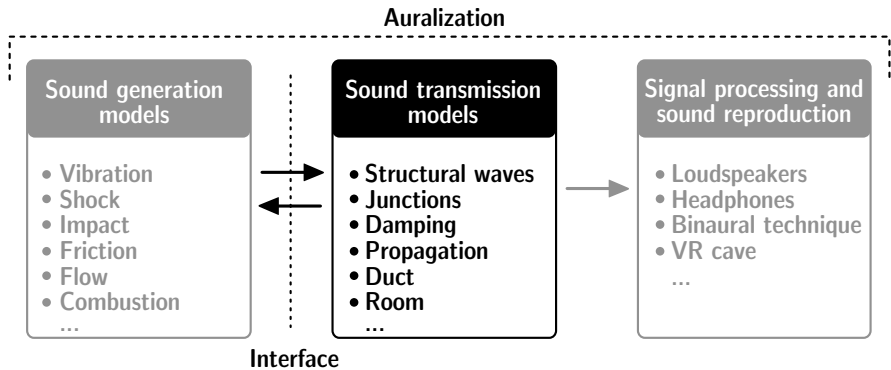 Auralization
Sound generation
models
• Vibration
• Shock
• Impact
• Friction
• Flow
• Combustion
...
Interface
Sound transmission
models
• Structural waves
• Junctions
• Damping
• Propagation
• Duct
• Room
...
Signal processing and
sound reproduction
• Loudspeakers
• Headphones
• Binaural technique
• VR cave
...